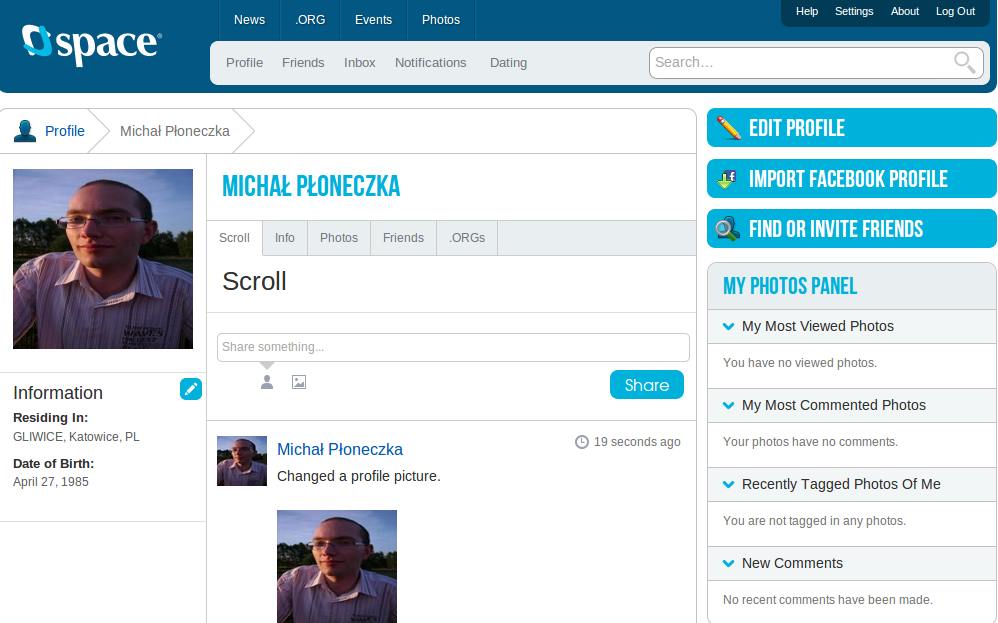 News .ORG Events Photos
Help Settings About Log Out
space®
Profile Friends Inbox Notifications Dating
Search...
Profile Michał Płoneczka
MICHAŁ PŁONECZKA
Scroll Info Photos Friends .ORGs
Scroll
Share something...
Share
Information
Residing In:
GLIWICE, Katowice, PL
Date of Birth:
April 27, 1985
Michał Płoneczka
19 seconds ago
Changed a profile picture.
EDIT PROFILE
IMPORT FACEBOOK PROFILE
FIND OR INVITE FRIENDS
MY PHOTOS PANEL
My Most Viewed Photos
You have no viewed photos.
My Most Commented Photos
Your photos have no comments.
Recently Tagged Photos Of Me
You are not tagged in any photos.
New Comments
No recent comments have been made.